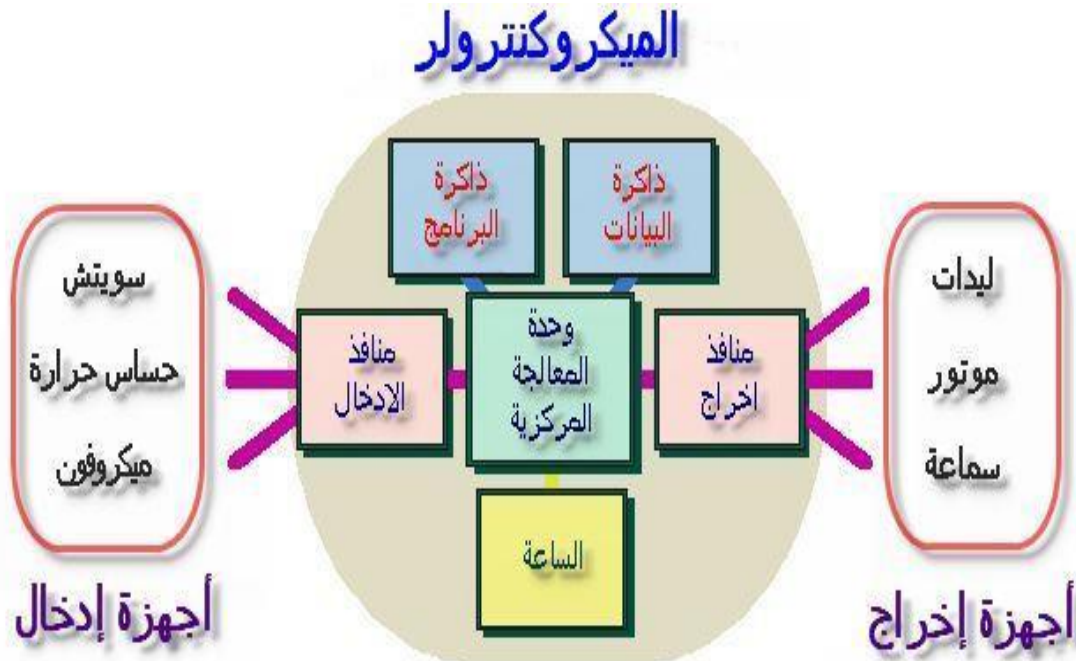 الميكروكنترولر
ذاكرة
البيانات
ذاكرة
البرنامج
ليدات
موتور
سماعة
أجهزة إخراج
منافذ
اخراج
وحدة
المعالجة
المركزية
منافذ
الادخال
سويتش
حساس حرارة
ميكروفون
أجهزة إدخال
الساعة